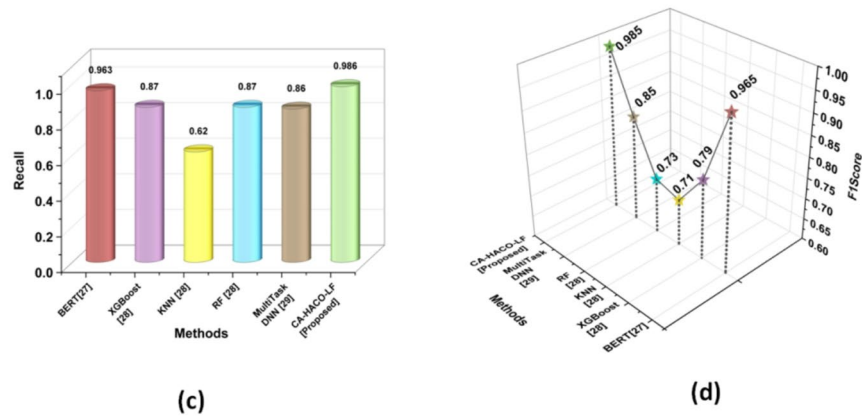 0.963
0.87
0.62
0.87
0.86
0.986
1.0
0.8
0.6
0.4
0.2
0.0
Recall
BERT[27]
XGBoost
[28]
KNN [28]
RF [28]
MultiTask
DNN [29]
CA-HACO-LF
[Proposed]
Methods
(c)
0.985
0.85
0.73
0.71
0.79
0.965
1.00
0.95
0.90
0.85
0.80
0.75
0.70
0.65
0.60
F1Score
CA-HACO-LF
[Proposed]
MultiTask
DNN [29]
RF
[28]
KNN
[28]
XGBoost
[28]
BERT[27]
Methods
(d)